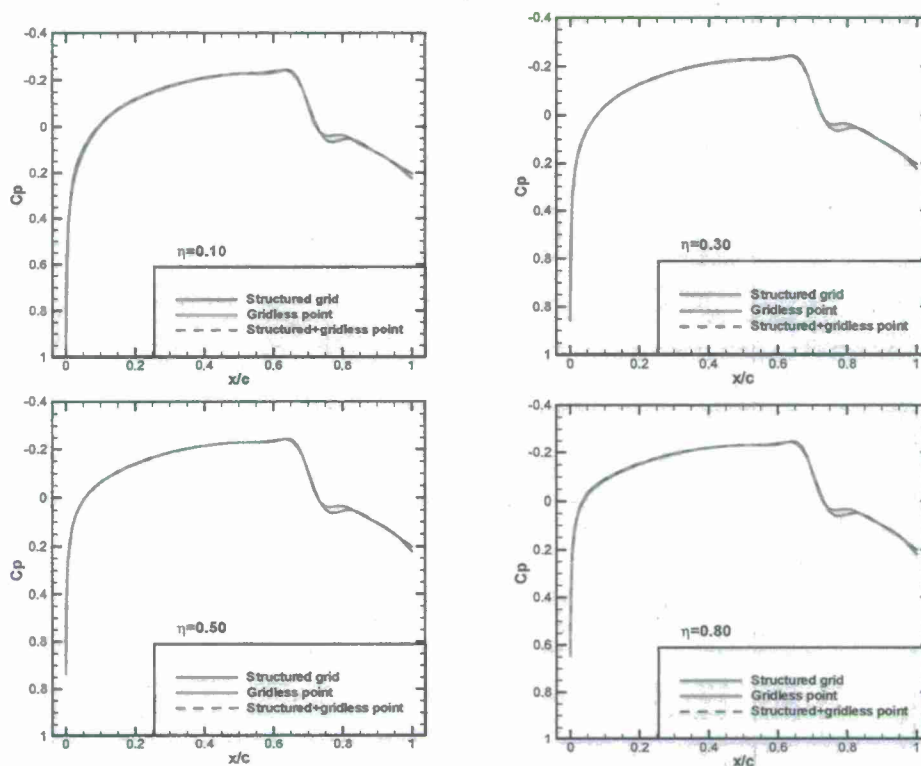 -0.4
-0.2
0
0.2
0.4
0.6
0.8
1
Cp
η=0.10
Structured grid
Gridless point
Structured+gridless point
0 0.2 0.4 0.6 0.8 1
x/c
-0.4
-0.2
0
0.2
0.4
0.6
0.8
1
Cp
η=0.30
Structured grid
Gridless point
Structured+gridless point
0 0.2 0.4 0.6 0.8 1
x/c
-0.4
-0.2
0
0.2
0.4
0.6
0.8
1
Cp
η=0.50
Structured grid
Gridless point
Structured+gridless point
0 0.2 0.4 0.6 0.8 1
x/c
-0.4
-0.2
0
0.2
0.4
0.6
0.8
1
Cp
η=0.80
Structured grid
Gridless point
Structured+gridless point
0 0.2 0.4 0.6 0.8 1
x/c